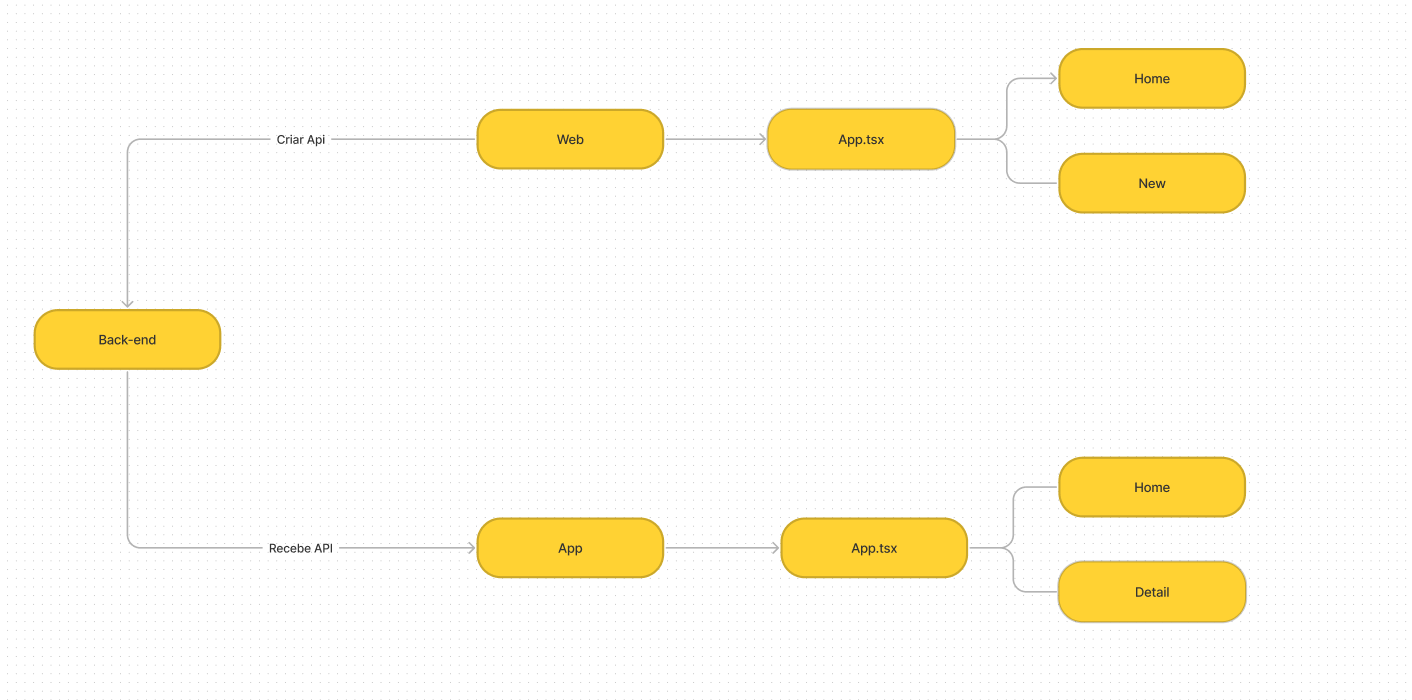 Home
Criar Api
Web
App.tsx
New
Back-end
Home
Recebe API
App
App.tsx
Detail